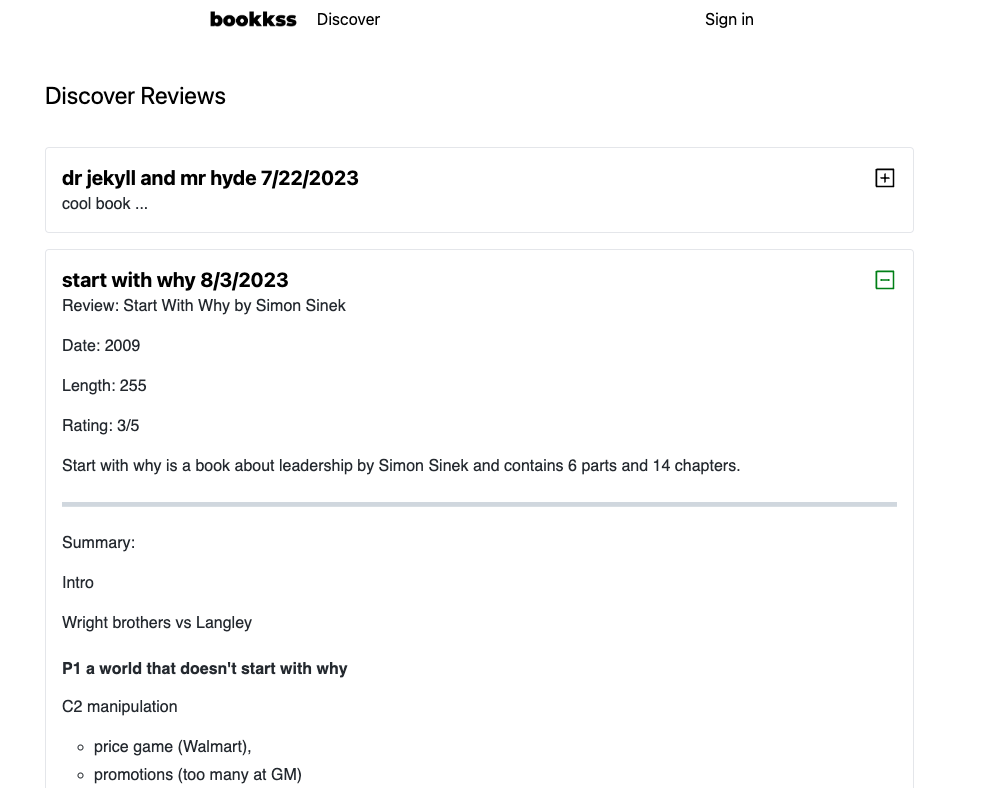 bookkss Discover Sign in
Discover Reviews
dr jekyll and mr hyde 7/22/2023
cool book ...
start with why 8/3/2023
Review: Start With Why by Simon Sinek
Date: 2009
Length: 255
Rating: 3/5
Start with why is a book about leadership by Simon Sinek and contains 6 parts and 14 chapters.
Summary:
Intro
Wright brothers vs Langley
P1 a world that doesn't start with why
C2 manipulation
price game (Walmart),
promotions (too many at GM)